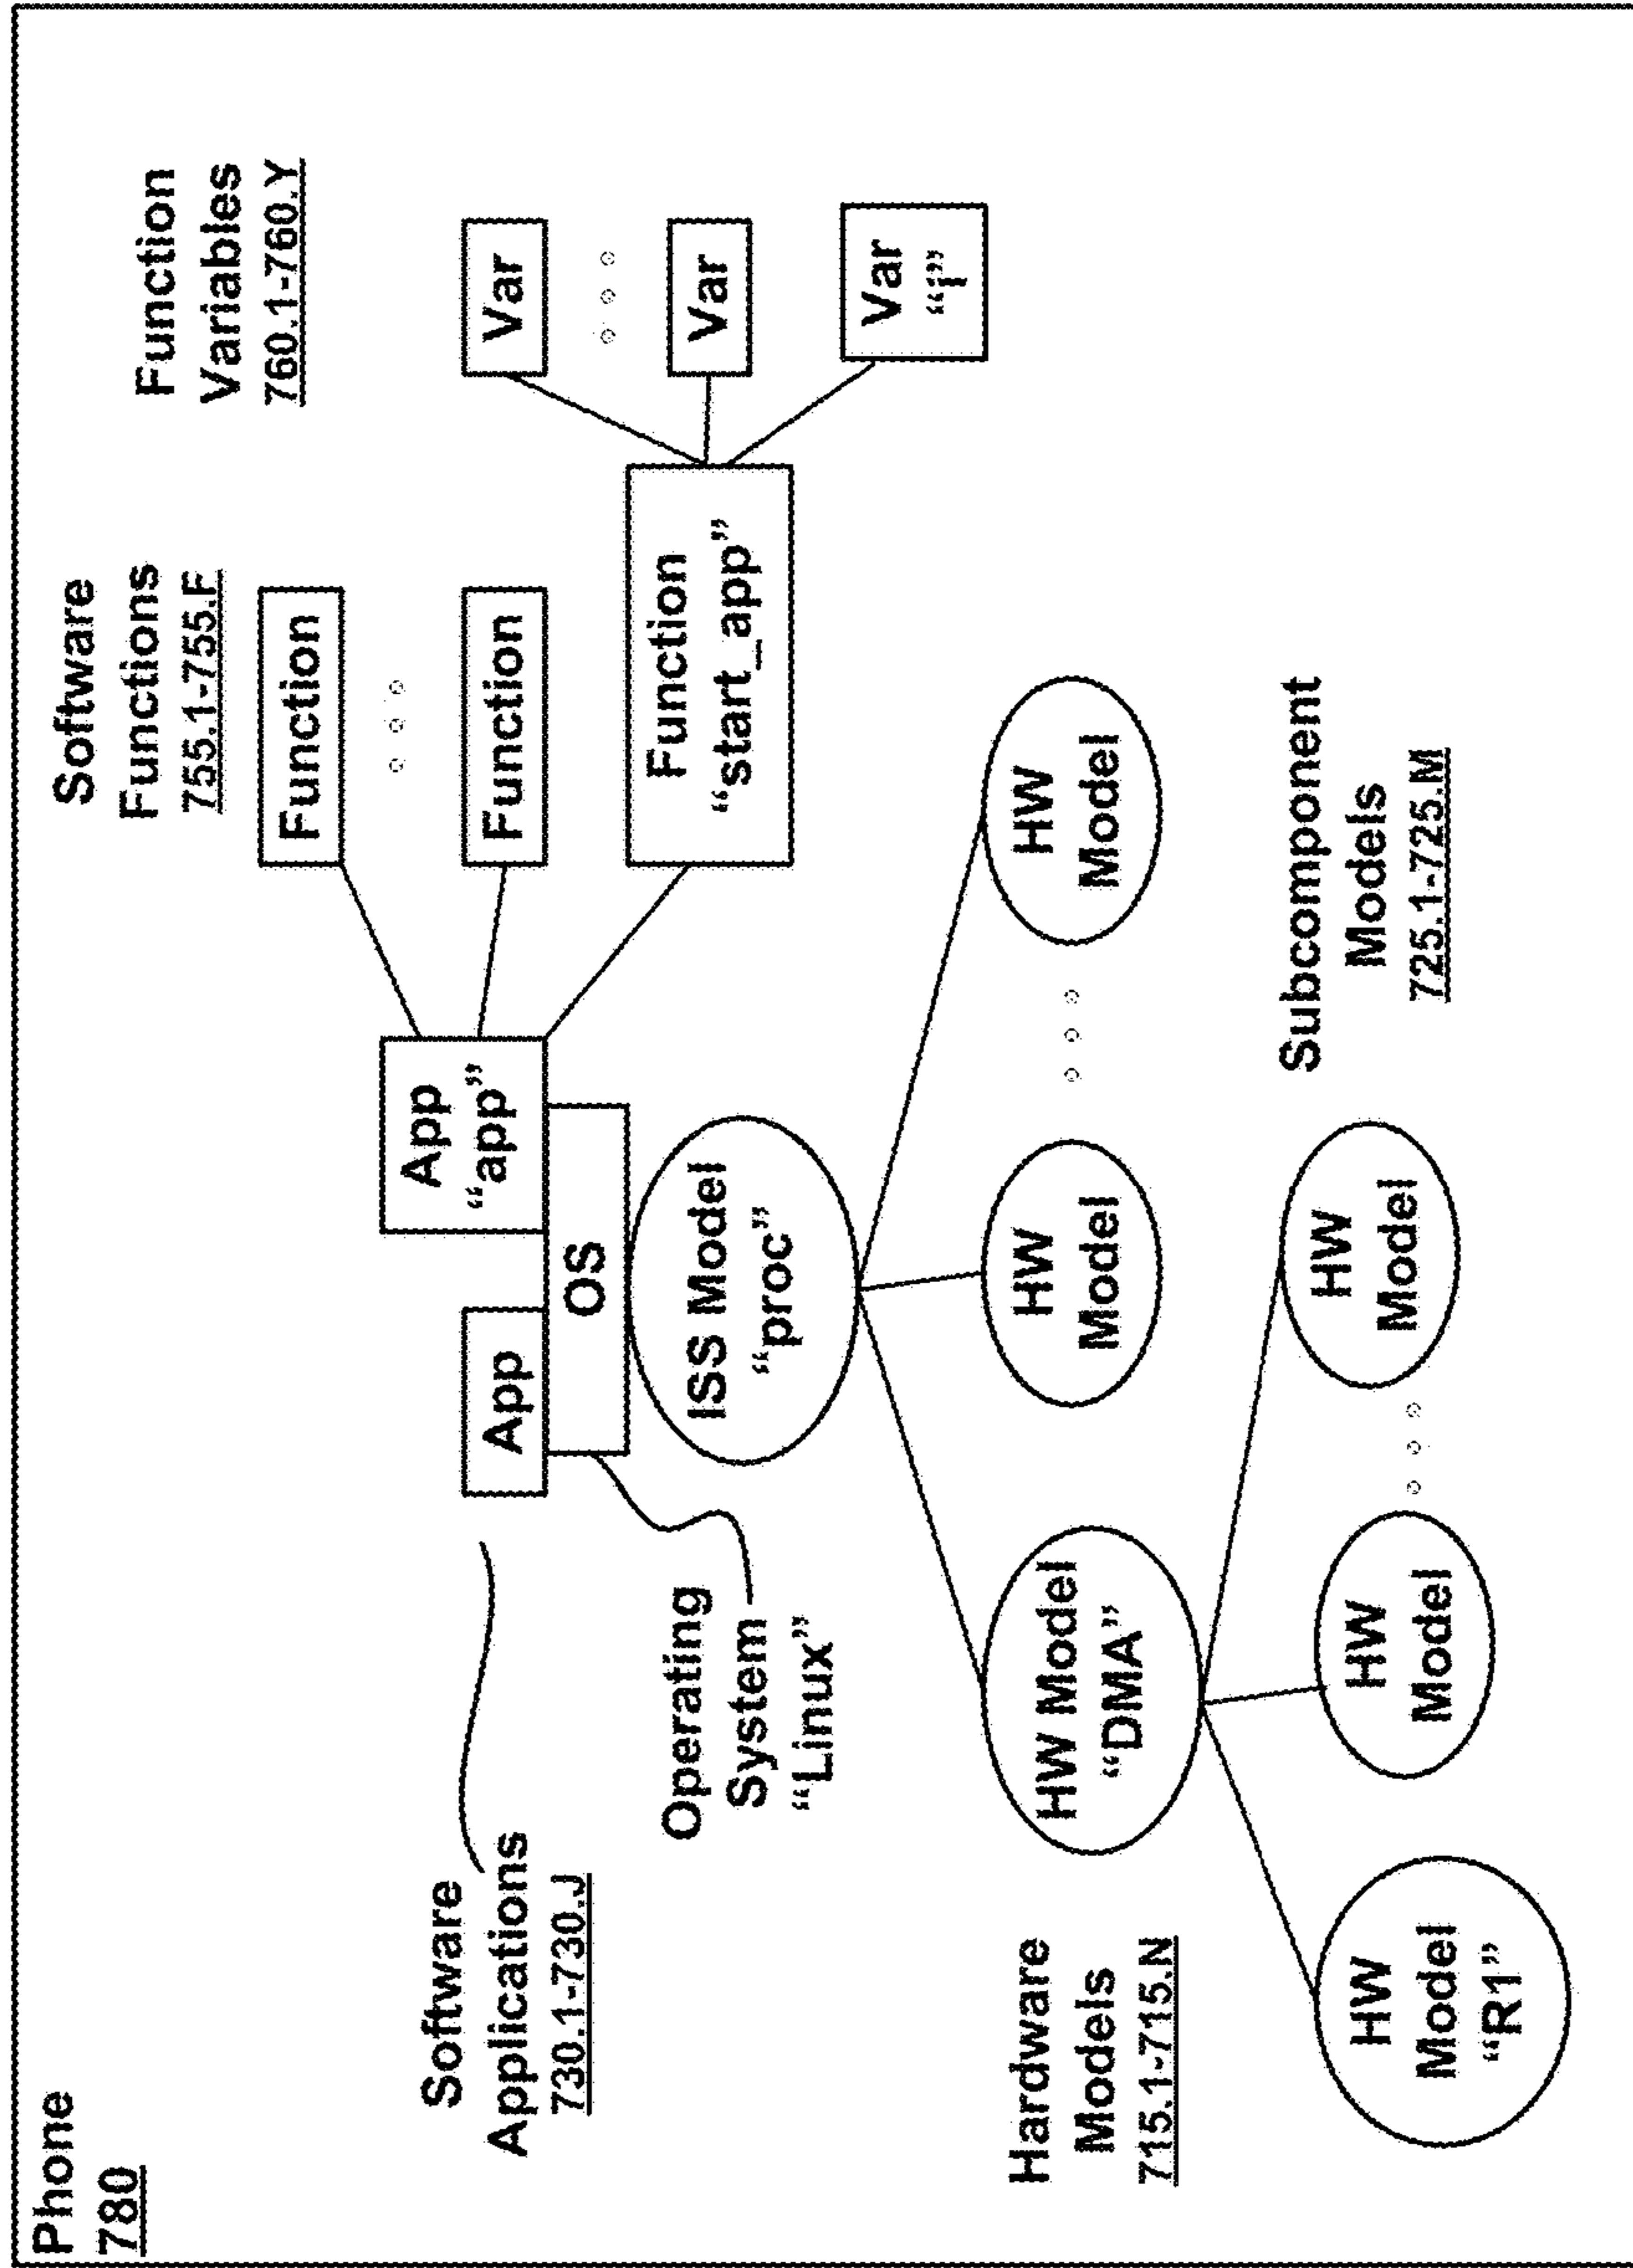 Phone
780
Software
Functions
755.1-755.F
Function
Variables
760.1-760.Y
Function
Function
Function
“start_app”
Var
Var
Var
“i”
Software
Applications
730.1-730.J
App
App
“app”
OS
Operating
System
“Linux”
ISS Model
“proc”
Hardware
Models
715.1-715.N
HW Model
“DMA”
HW
Model
HW
Model
HW
Model
“R1”
HW
Model
HW
Model
Subcomponent
Models
725.1-725.M